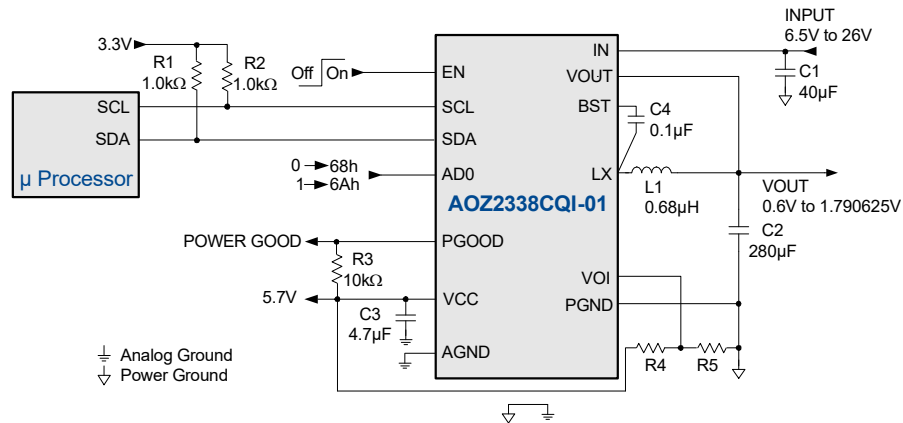 INPUT
6.5V to 26V
3.3V
R1
1.0kΩ
R2
1.0kΩ
Off On
EN
IN
VOUT
C1
40µF
SCL
SCL
BST
C4
0.1µF
SDA
SDA
µ Processor
0 68h
1 6Ah
AD0
LX
L1
0.68µH
AOZ2338CQI-01
VOUT
0.6V to 1.790625V
C2
280µF
POWER GOOD
PGOOD
R3
10kΩ
VOI
5.7V
VCC
PGND
C3
4.7µF
AGND
R4
R5
Analog Ground
Power Ground